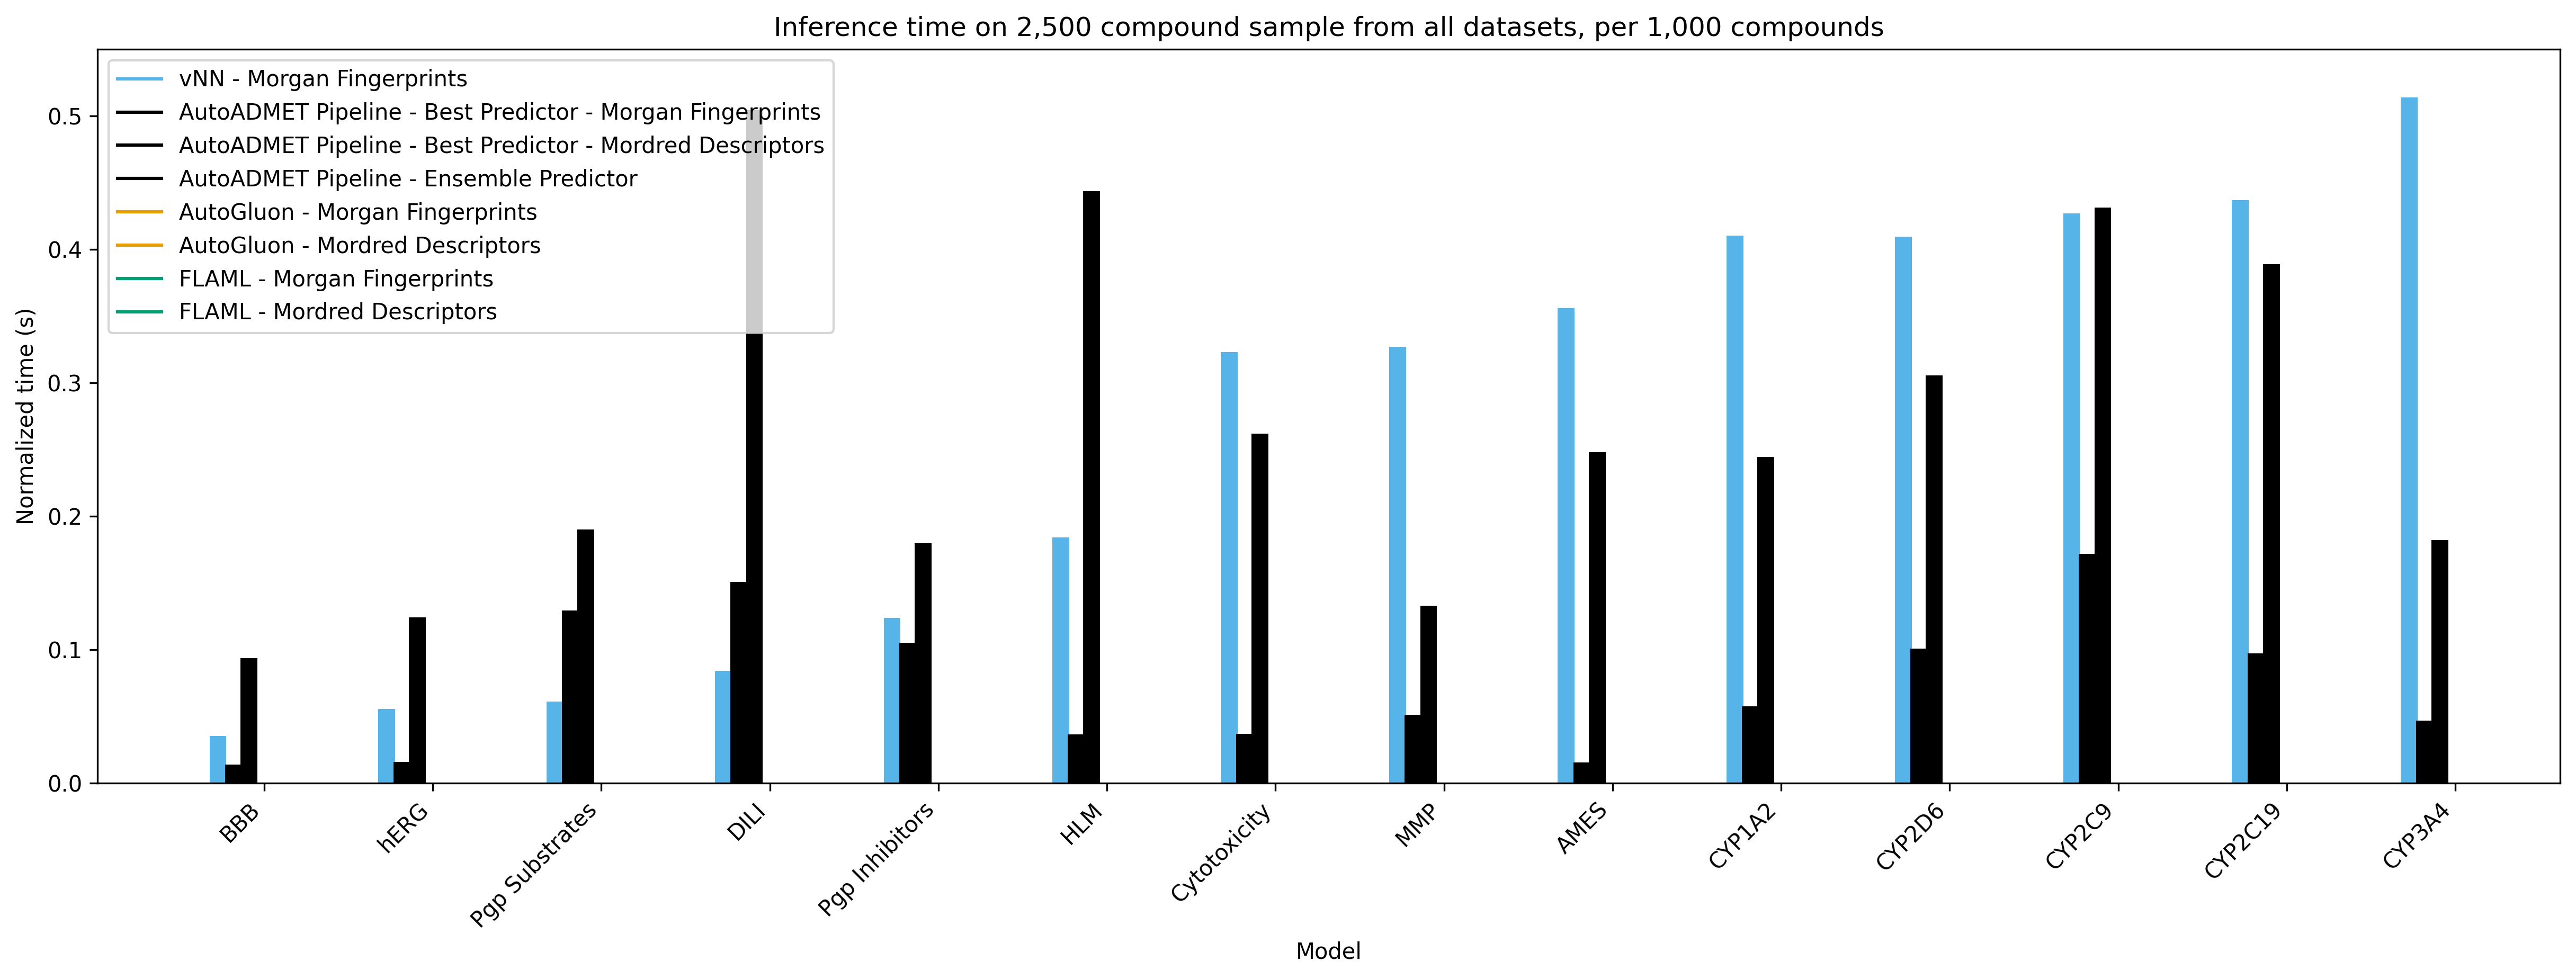 Inference time on 2,500 compound sample from all datasets, per 1,000 compounds
vNN - Morgan Fingerprints
AutoADMET Pipeline - Best Predictor - Morgan Fingerprints
AutoADMET Pipeline - Best Predictor - Mordred Descriptors
AutoADMET Pipeline - Ensemble Predictor
AutoGluon - Morgan Fingerprints
AutoGluon - Mordred Descriptors
FLAML - Morgan Fingerprints
FLAML - Mordred Descriptors
Normalized time (s)
0.5
0.4
0.3
0.2
0.1
0.0
BBB
hERG
Pgp Substrates
DILI
Pgp Inhibitors
HLM
Cytotoxicity
MMP
AMES
CYP1A2
CYP2D6
CYP2C9
CYP2C19
CYP3A4
Model